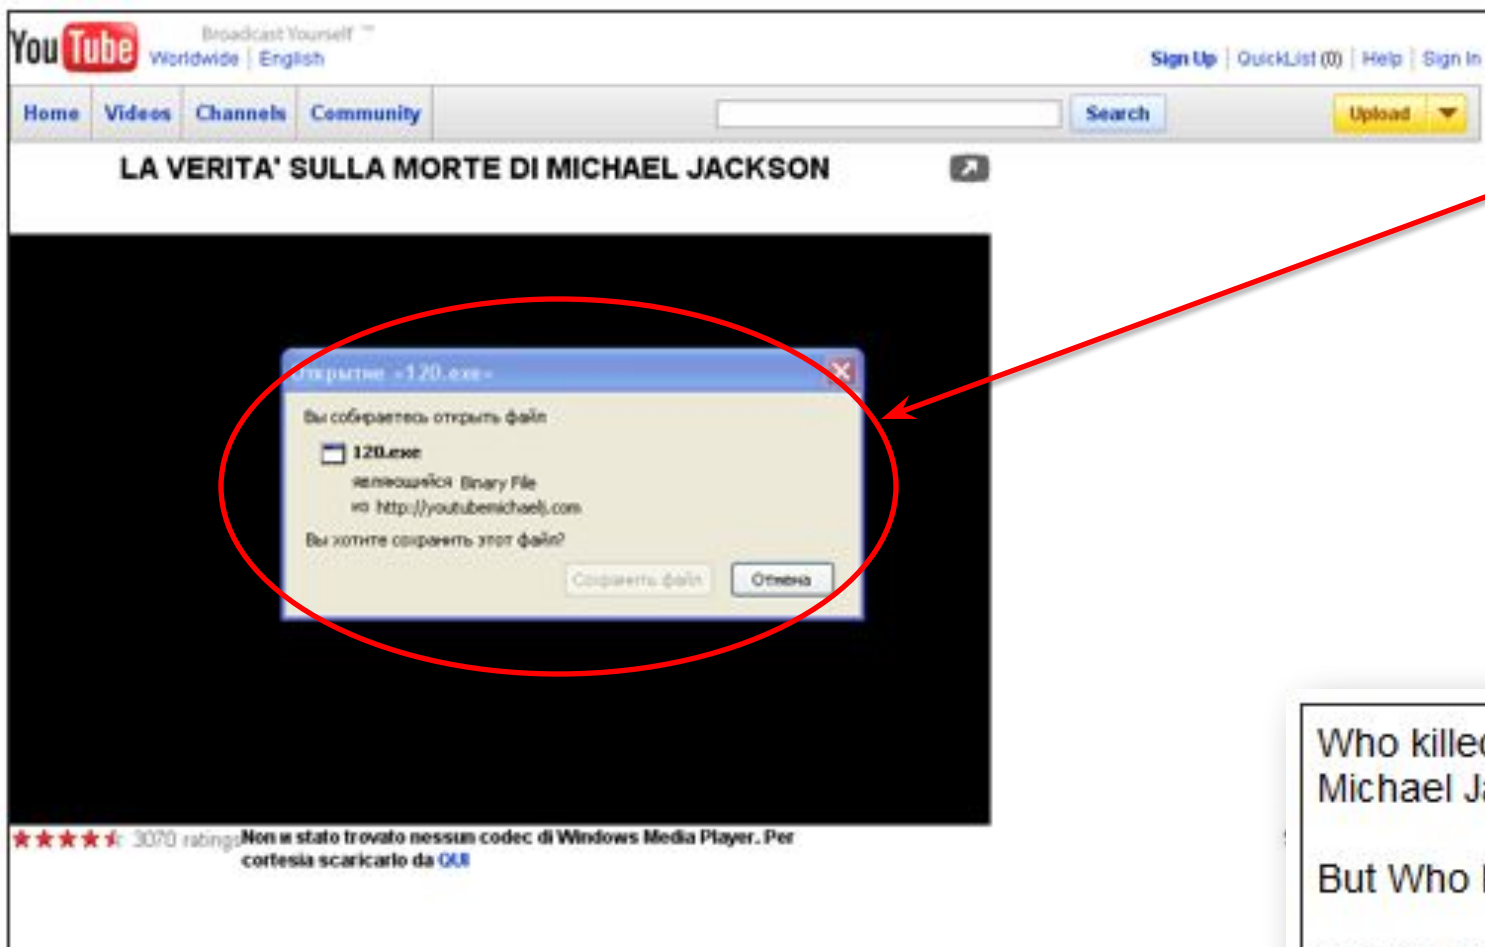 You Tube
Broadcast Yourself ™
Worldwide | English
Sign Up | QuickList (0) | Help | Sign In
Home Videos Channels Community
Search
Upload
LA VERITA' SULLA MORTE DI MICHAEL JACKSON
Открытие «120.exe»
Вы собираетесь открыть файл
120.exe
являющийся Binary File
из http://youtubemichaelj.com
Вы хотите сохранить этот файл?
Сохранить файл Отмена
3070 ratings
Non и stato trovato nessun codec di Windows Media Player. Per
cortesia scaricarlo da QUI
Who killed
Michael
But Who